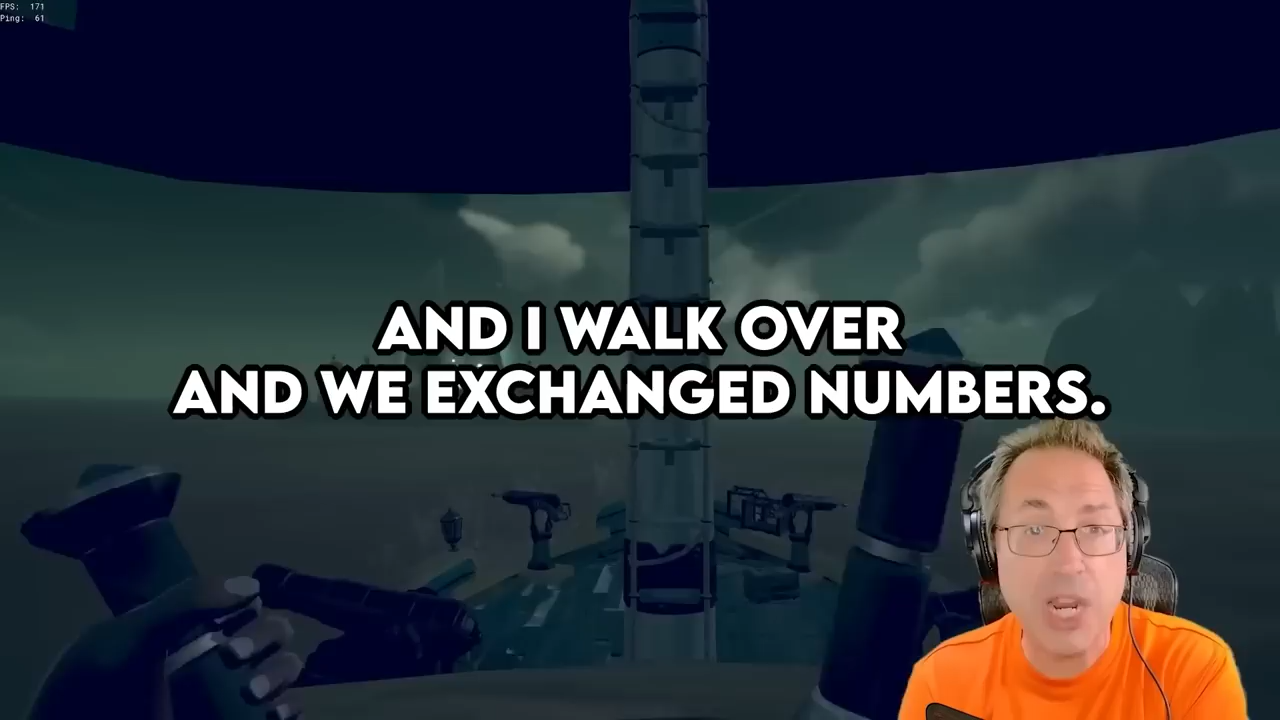 FPS: 171
Ping: 61
AND I WALK OVER
AND WE EXCHANGED NUMBERS.